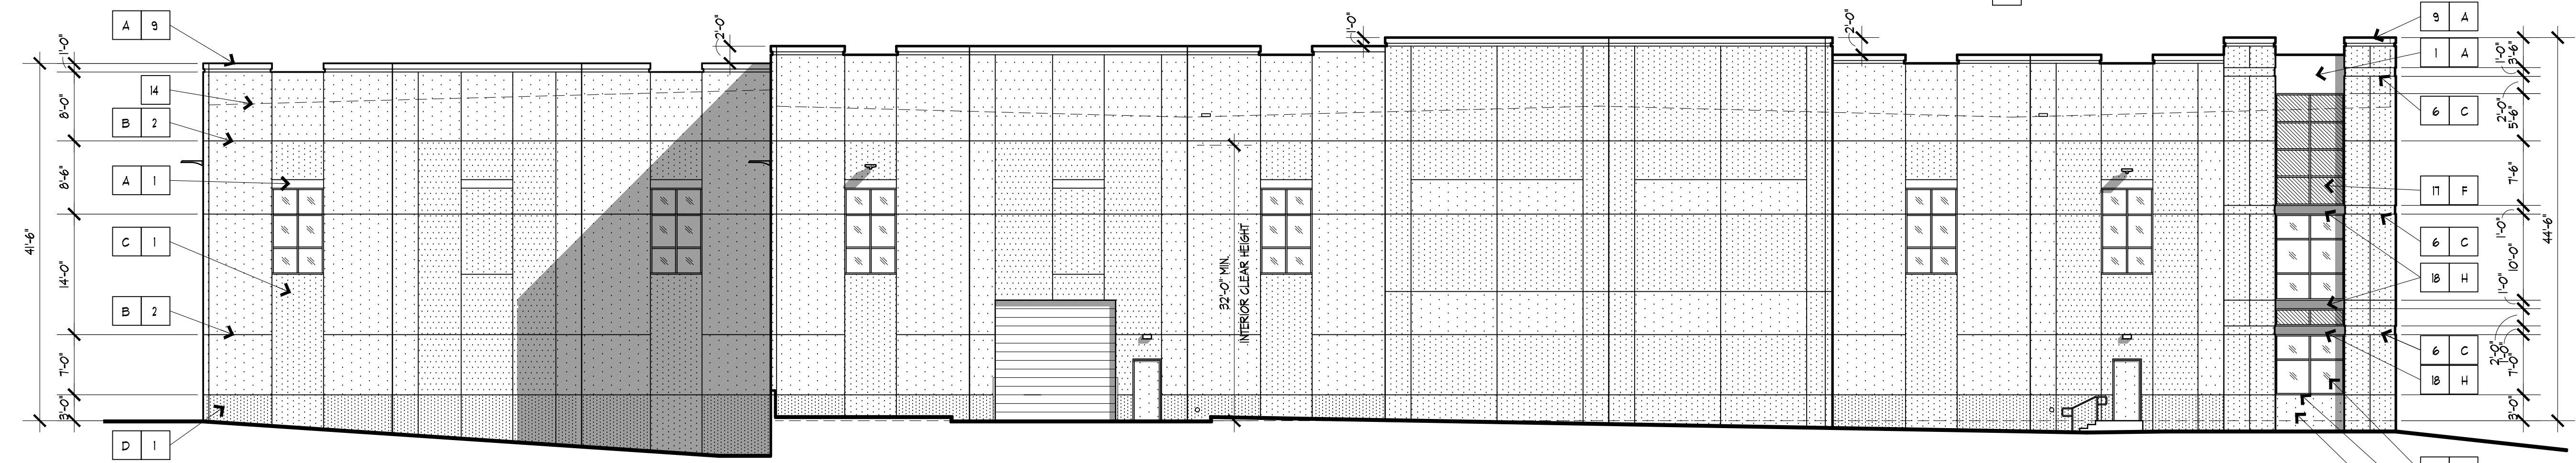 A 9
14
B 2
A 1
C 1
B 2
D 1
41'-6"
1'-0"
8'-0"
8'-6"
14'-0"
7'-0"
3'-0"
2'-0"
1'-0"
2'-0"
32'-0" MIN.
INTERIOR CLEAR HEIGHT
9 A
1 A
6 C
17 F
6 C
18 H
6 C
18 H
1'-0"
3'-6"
2'-0"
5'-6"
7'-6"
1'-0"
10'-0"
1'-0"
2'-0"
1'-0"
7'-0"
3'-0"
44'-6"